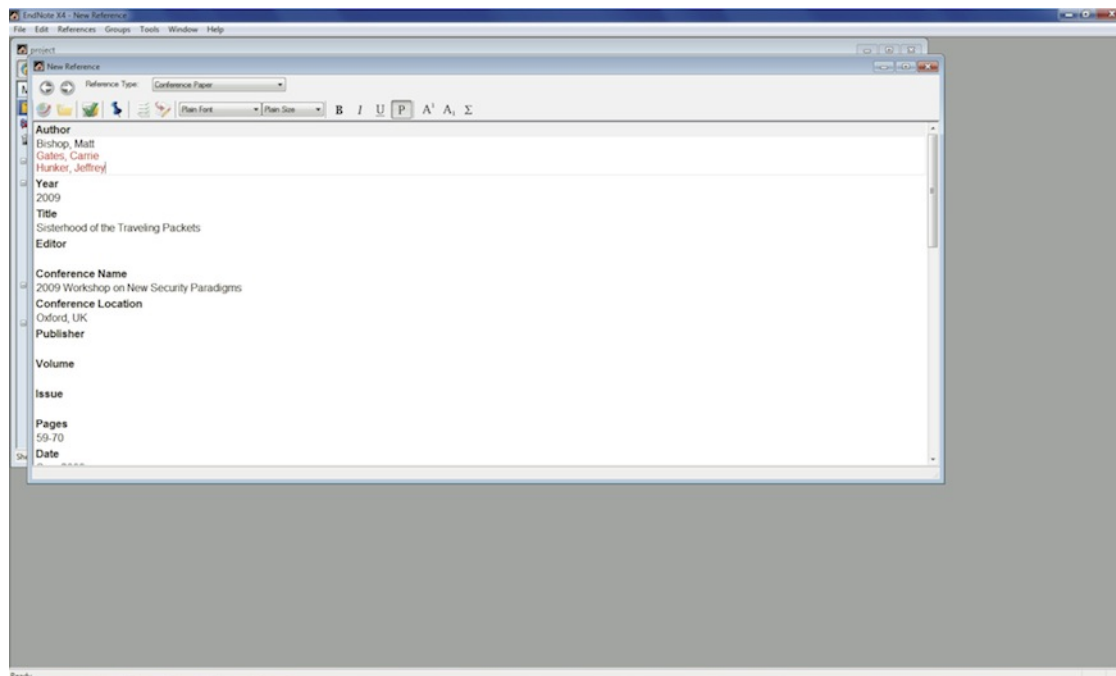 EndNote X4 - New Reference
File Edit References Groups Tools Window Help
project
New Reference
Reference Type: Conference Paper
Plain Font Plain Size B I U P A¹ A₁ Σ
Author
Bishop, Matt
Gates, Carrie
Hunker, Jeffrey
Year
2009
Title
Sisterhood of the Traveling Packets
Editor
Conference Name
2009 Workshop on New Security Paradigms
Conference Location
Oxford, UK
Publisher
Volume
Issue
Pages
59-70
Date